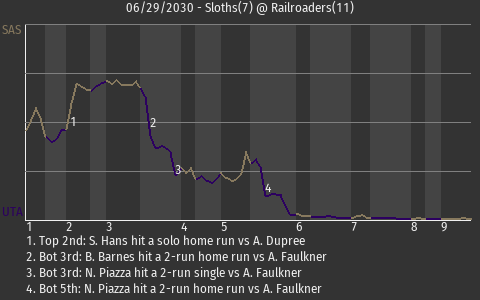 06/29/2030 - Sloths(7) @ Railroaders(11)
SAS
1
2
3
4
UTA
1 2 3 4 5 6 7 8 9
1. Top 2nd: S. Hans hit a solo home run vs A. Dupree
2. Bot 3rd: B. Barnes hit a 2-run home run vs A. Faulkner
3. Bot 3rd: N. Piazza hit a 2-run single vs A. Faulkner
4. Bot 5th: N. Piazza hit a 2-run home run vs A. Faulkner